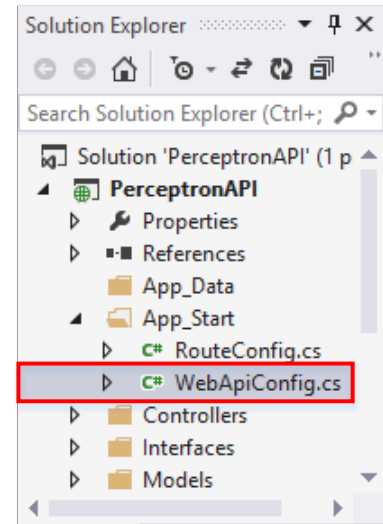 Solution Explorer
Search Solution Explorer (Ctrl+;
Solution 'PerceptronAPI' (1 p
PerceptronAPI
Properties
References
App_Data
App_Start
C# RouteConfig.cs
C# WebApiConfig.cs
Controllers
Interfaces
Models